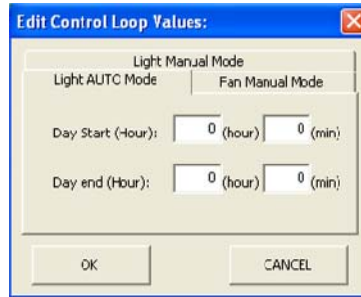 Edit Control Loop Values:
Light Manual Mode
Light AUTC Mode
Fan Manual Mode
Day Start (Hour): 0 (hour) 0 (min)
Day end (Hour): 0 (hour) 0 (min)
OK
CANCEL